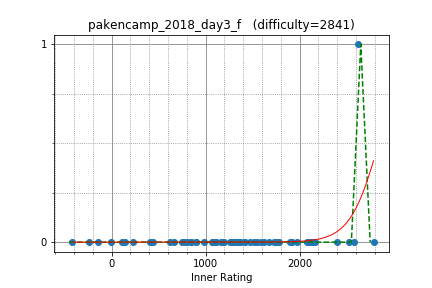 pakencamp_2018_day3_f (difficulty=2841)
1
0
0
1000
2000
Inner Rating